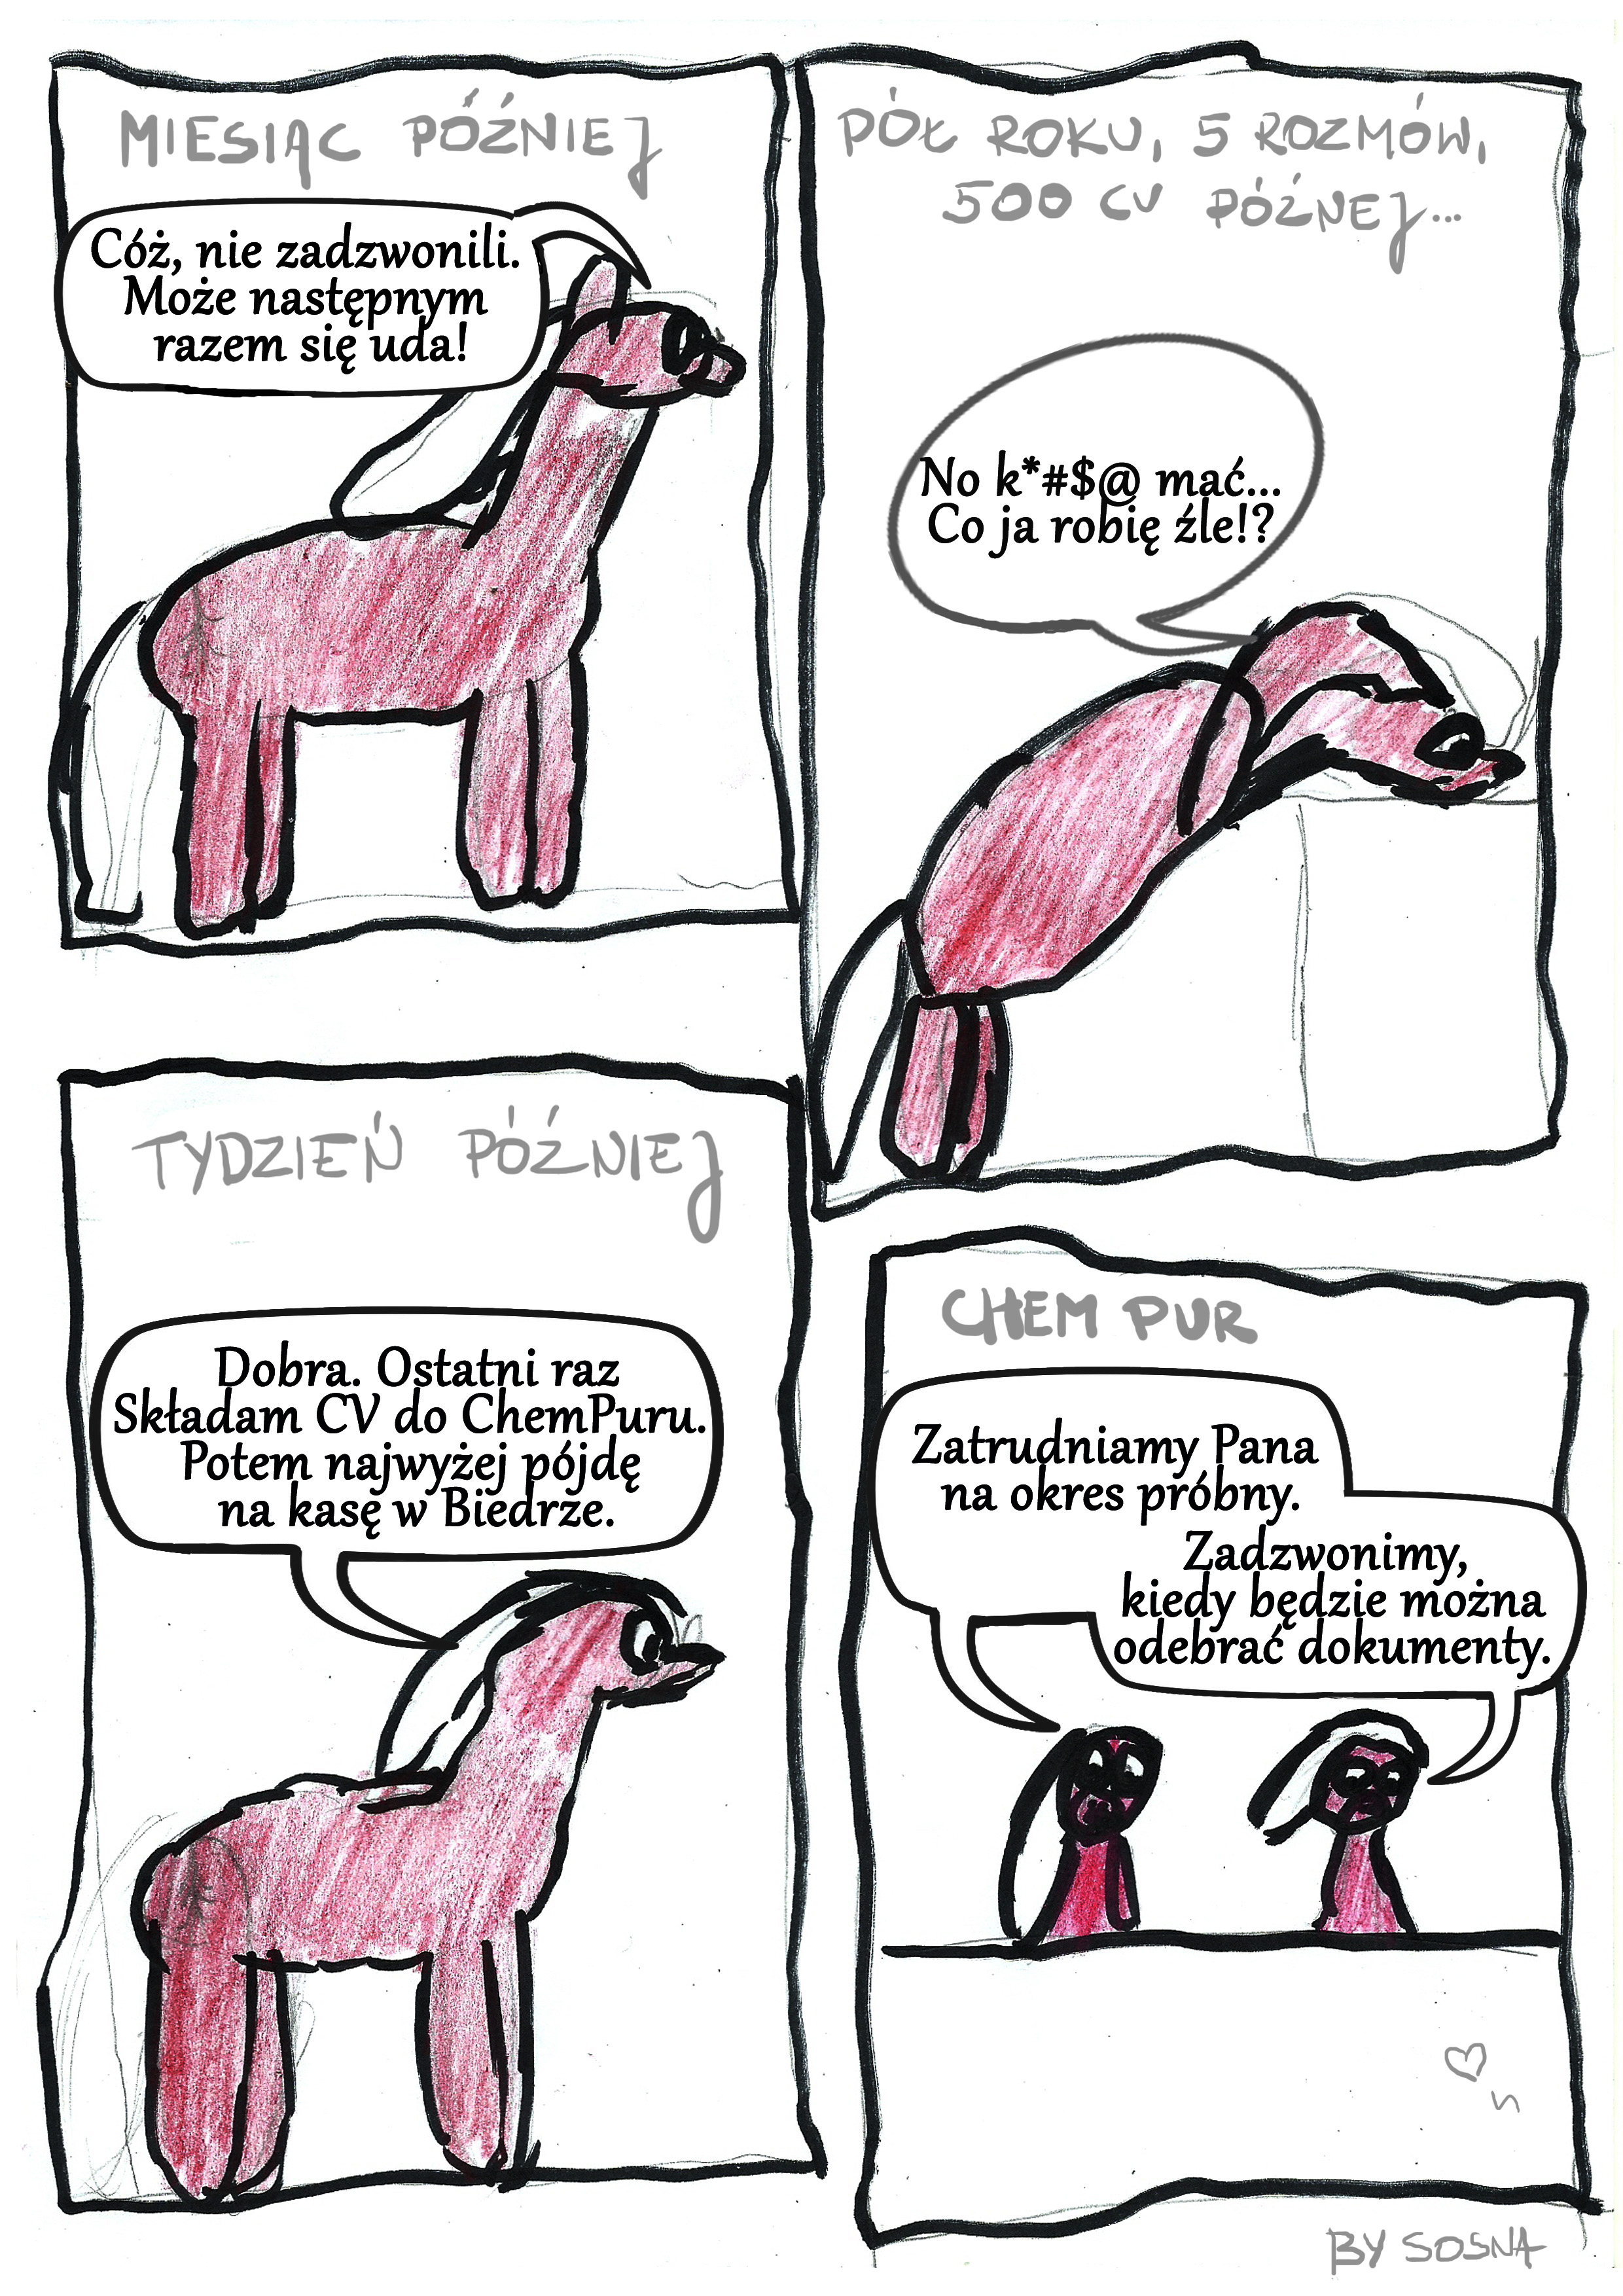 MIESIĄC PÓŹNIEJ
Cóż, nie zadzwonili.
Może następnym
razem się uda!
PÓŁ ROKU, 5 ROZMÓW,
500 CV PÓŹNEJ...
No k*#$@ mać...
Co ja robię źle!?
TYDZIEŃ PÓŹNIEJ
Dobra. Ostatni raz
Składam CV do ChemPuru.
Potem najwyżej pójdę
na kasę w Biedrze.
CHEM PUR
Zatrudniamy Pana
na okres próbny.
Zadzwonimy,
kiedy będzie można
odebrać dokumenty.
BY SOSNA